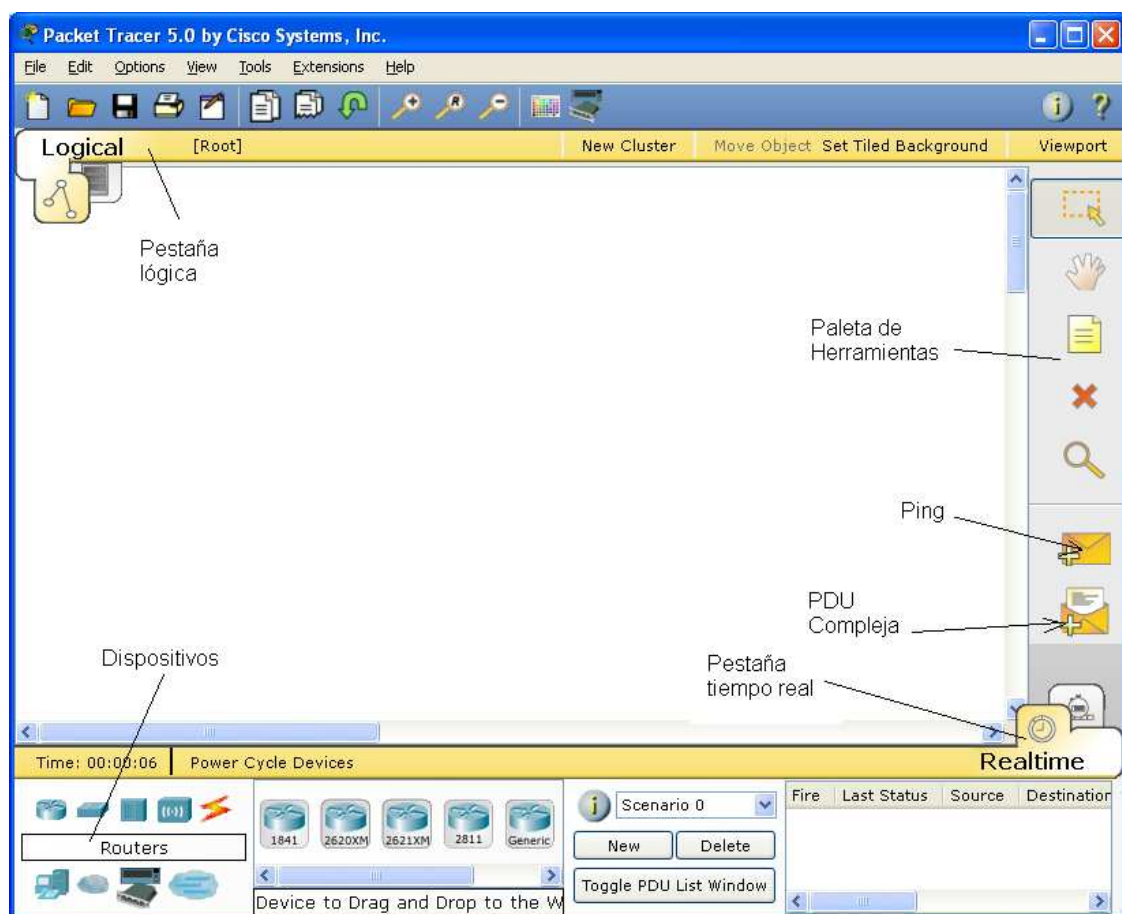 Packet Tracer 5.0 by Cisco Systems, Inc.
File Edit Options View Tools Extensions Help
Logical [Root] New Cluster Move Object Set Tiled Background Viewport
Pestaña
lógica
Paleta de
Herramientas
Ping
PDU
Compleja
Dispositivos
Pestaña
tiempo real
Time: 00:00:06 Power Cycle Devices Realtime
Routers
1841 2620XM 2621XM 2811 Generic
Device to Drag and Drop to the W
Scenario 0
New Delete
Toggle PDU List Window
Fire Last Status Source Destination